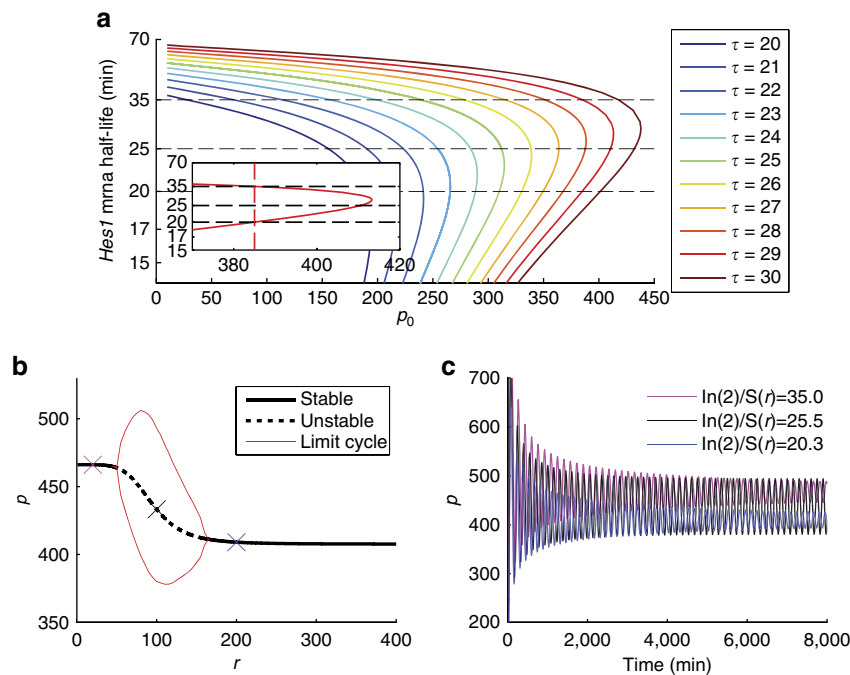 a
Hes1 mrna half-life (min)
70
35
25
20
17
15
70
35
25
20
17
15
380 400 420
0 50 100 150 200 250 300 350 400 450
p0
τ = 20
τ = 21
τ = 22
τ = 23
τ = 24
τ = 25
τ = 26
τ = 27
τ = 28
τ = 29
τ = 30
b
p
500
450
400
350
0 100 200 300 400
r
Stable
Unstable
Limit cycle
c
p
700
600
500
400
300
200
0 2,000 4,000 6,000 8,000
Time (min)
In(2)/S(r)=35.0
In(2)/S(r)=25.5
In(2)/S(r)=20.3